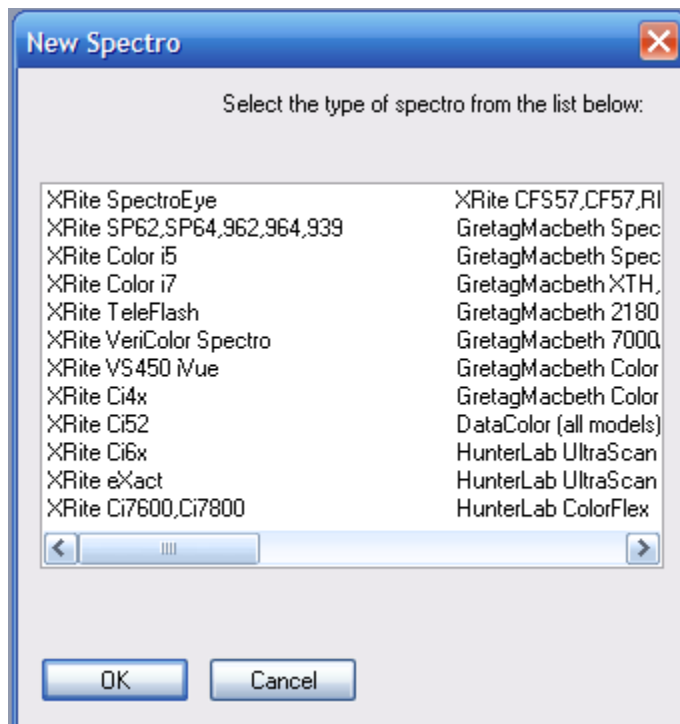 New Spectro
Select the type of spectro from the list below:
XRite SpectroEye
XRite SP62,SP64,962,964,939
XRite Color i5
XRite Color i7
XRite TeleFlash
XRite VeriColor Spectro
XRite VS450 iVue
XRite Ci4x
XRite Ci52
XRite Ci6x
XRite eXact
XRite Ci7600,Ci7800
XRite CFS57,CF57,
GretagMacbeth
GretagMacbeth
GretagMacbeth XTH,
GretagMacbeth 2180
GretagMacbeth 7000
GretagMacbeth Color
GretagMacbeth Color
DataColor (all models)
HunterLab UltraScan
HunterLab UltraScan
HunterLab ColorFlex
OK
Cancel